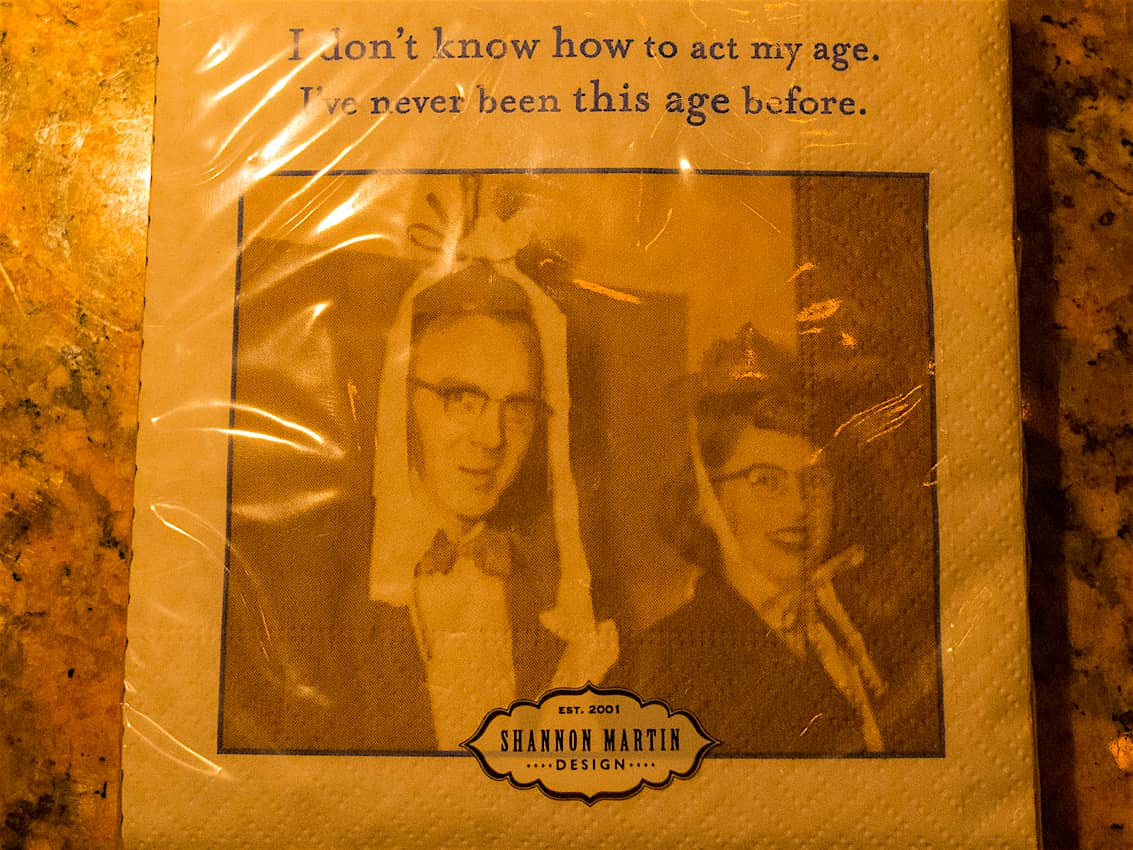 I don't know how to act my age.
I've never been this age before.
EST. 2001
SHANNON MARTIN
····DESIGN····